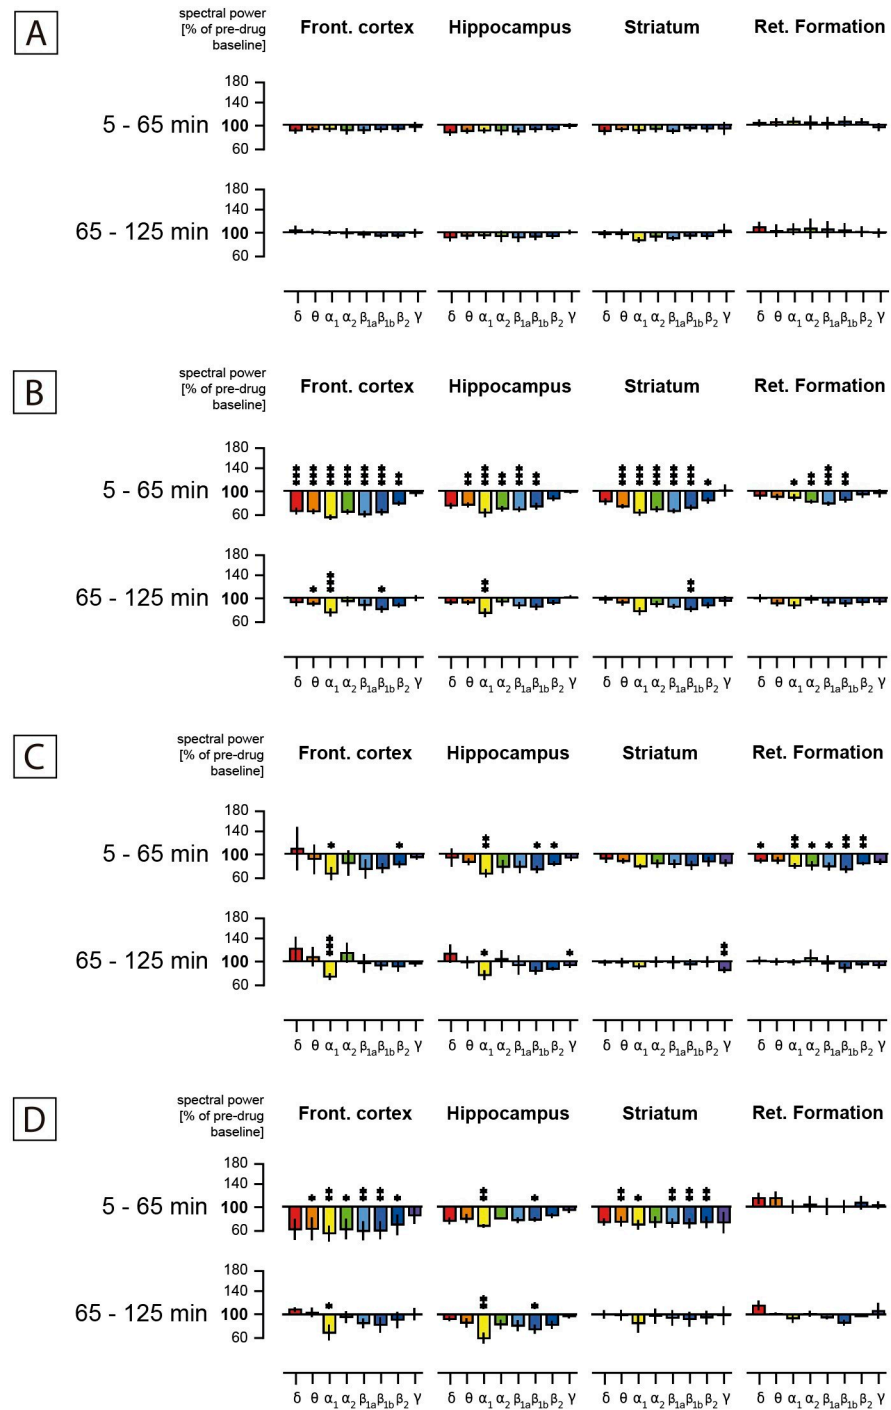 A
spectral power
[% of pre-drug
baseline]
Front. cortex Hippocampus Striatum Ret. Formation
180
140
5 - 65 min 100
60
180
140
65 - 125 min 100
60
δ θ α1 α2 β1a β1b β2 γ δ θ α1 α2 β1a β1b β2 γ δ θ α1 α2 β1a β1b β2 γ δ θ α1 α2 β1a β1b β2 γ
B
spectral power
[% of pre-drug
baseline]
Front. cortex Hippocampus Striatum Ret. Formation
180
140
5 - 65 min 100
60
180
140
65 - 125 min 100
60
δ θ α1 α2 β1a β1b β2 γ δ θ α1 α2 β1a β1b β2 γ δ θ α1 α2 β1a β1b β2 γ δ θ α1 α2 β1a β1b β2 γ
C
spectral power
[% of pre-drug
baseline]
Front. cortex Hippocampus Striatum Ret. Formation
180
140
5 - 65 min 100
60
180
140
65 - 125 min 100
60
δ θ α1 α2 β1a β1b β2 γ δ θ α1 α2 β1a β1b β2 γ δ θ α1 α2 β1a β1b β2 γ δ θ α1 α2 β1a β1b β2 γ
D
spectral power
[% of pre-drug
baseline]
Front. cortex Hippocampus Striatum Ret. Formation
180
140
5 - 65 min 100
60
180
140
65 - 125 min 100
60
δ θ α1 α2 β1a β1b β2 γ δ θ α1 α2 β1a β1b β2 γ δ θ α1 α2 β1a β1b β2 γ δ θ α1 α2 β1a β1b β2 γ